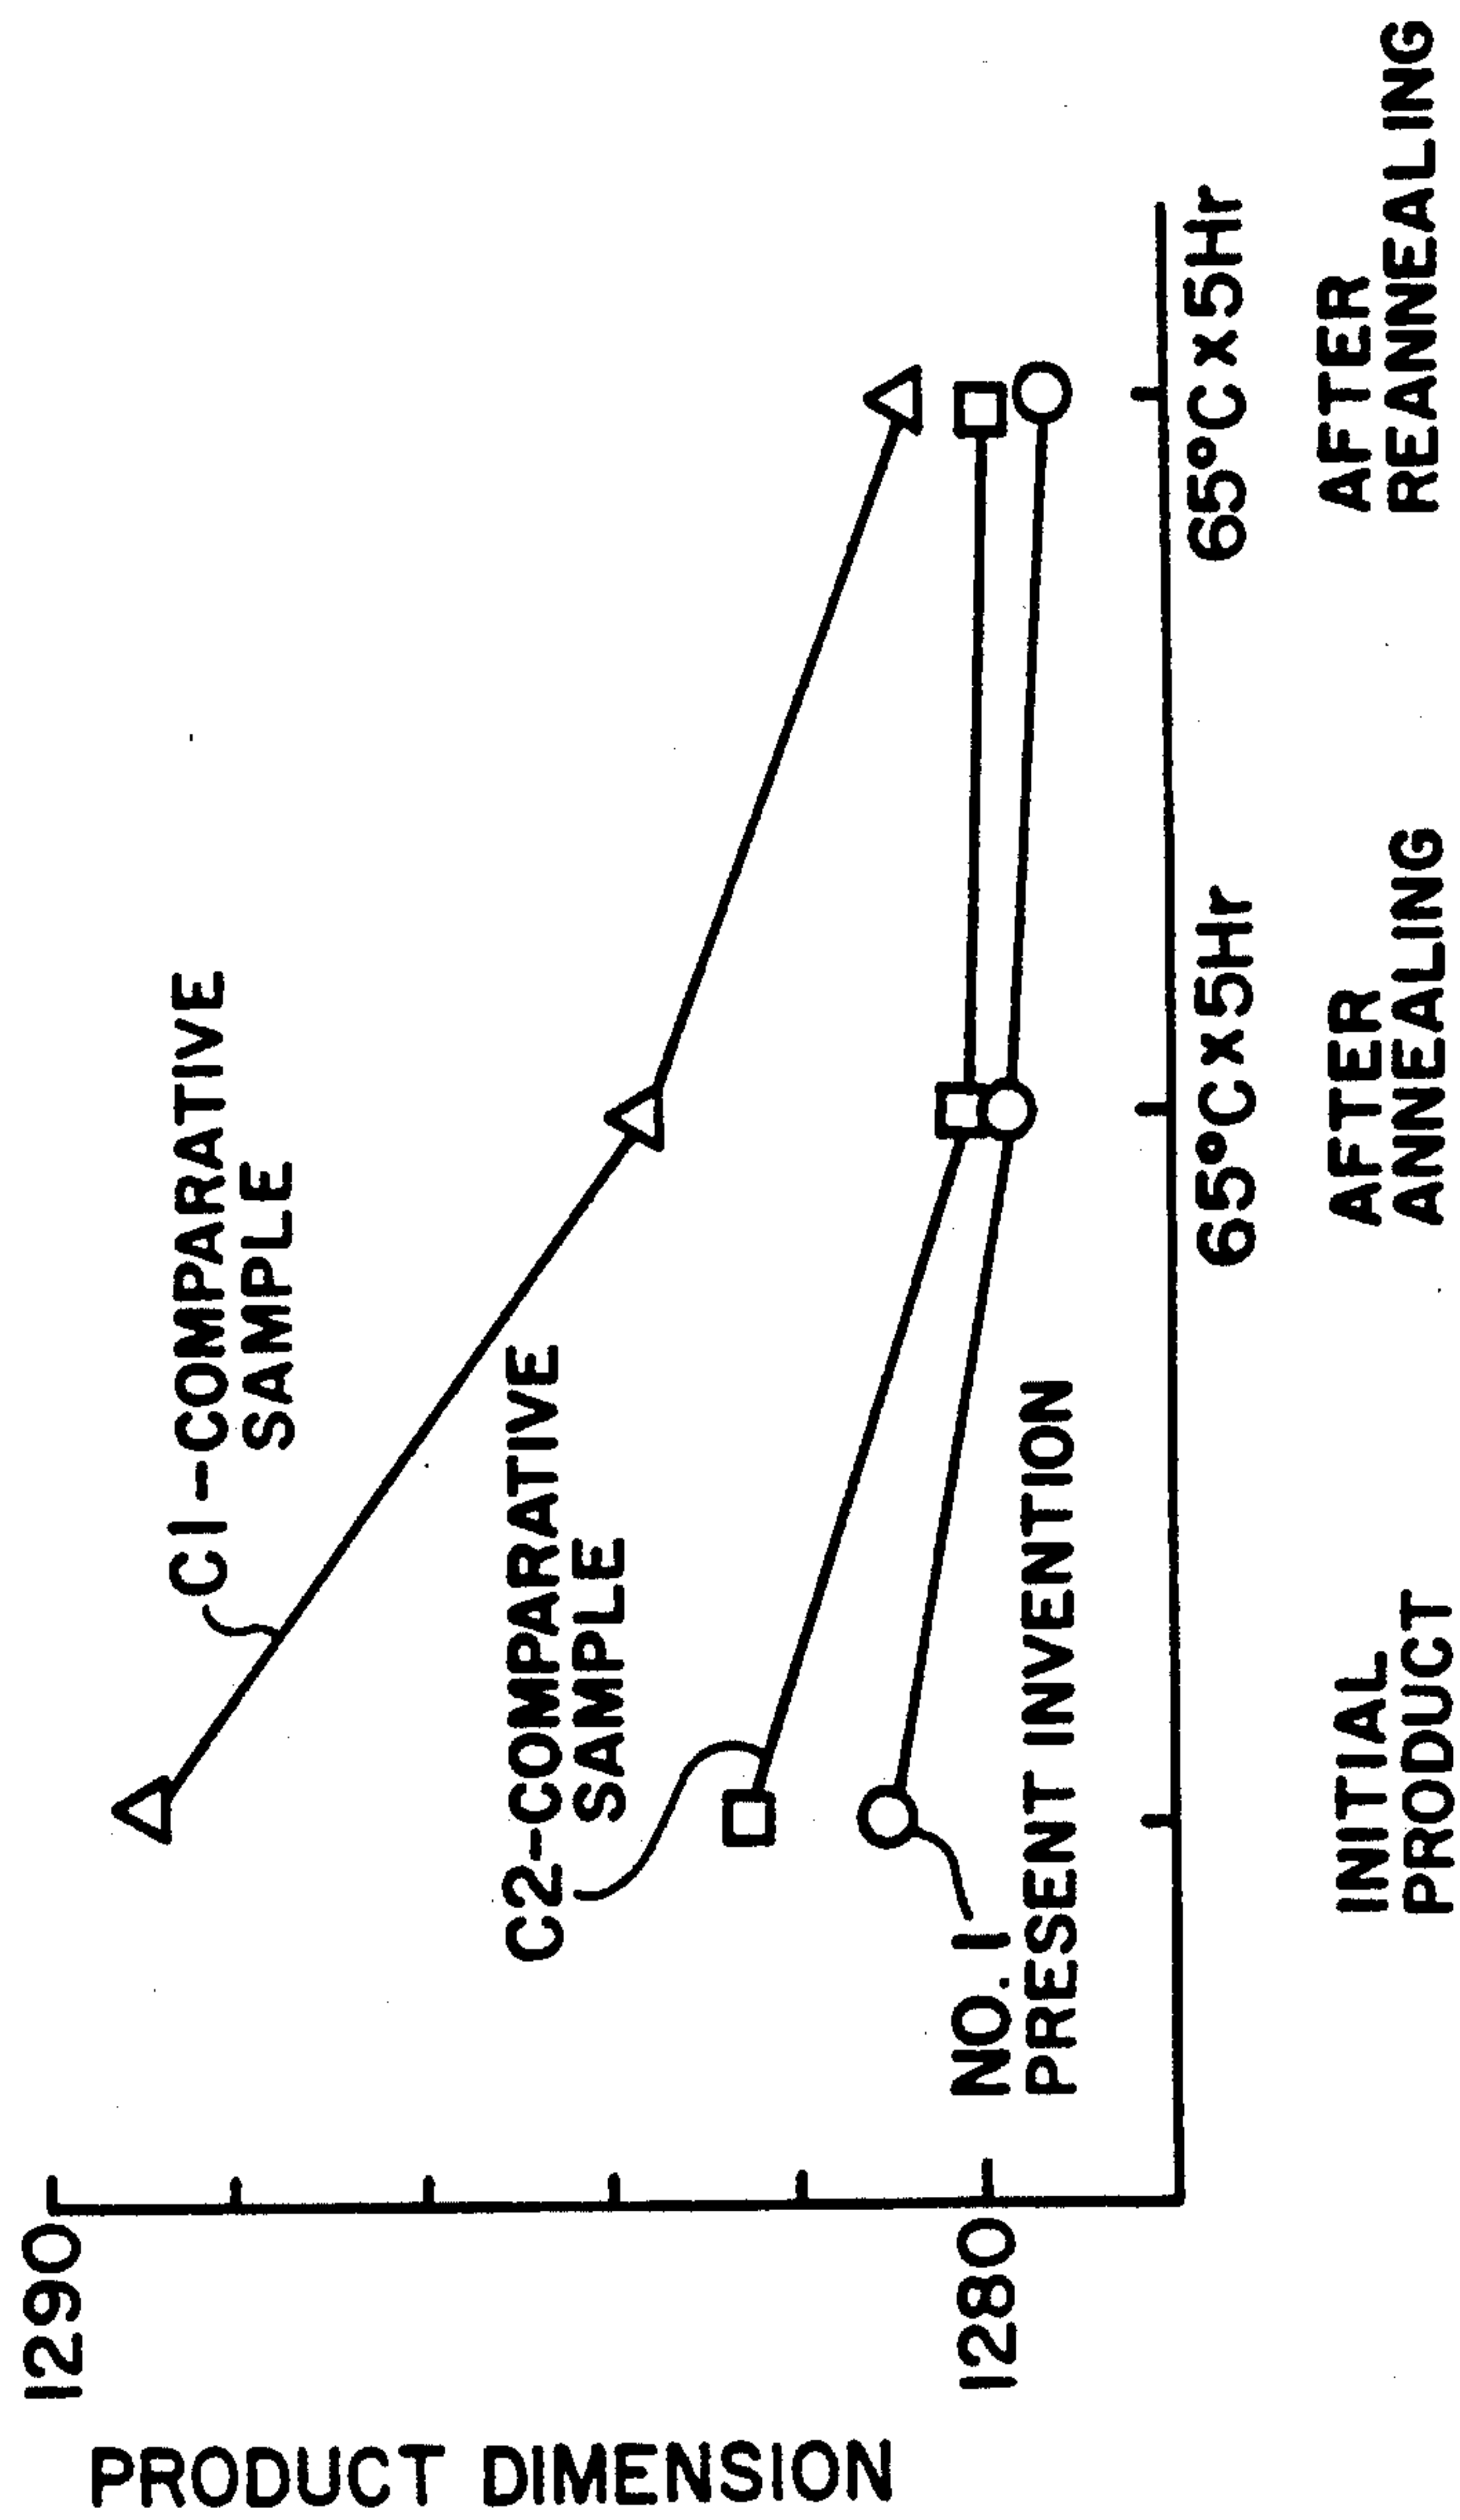 PRODUCT DIMENSION
1290
1280
C1-COMPARATIVE
SAMPLE
C2-COMPARATIVE
SAMPLE
NO.1
PRESENT INVENTION
65°C×5Hr
65°C×5Hr
INITIAL
PRODUCT
AFTER
ANNEALING
AFTER
REANNEALING